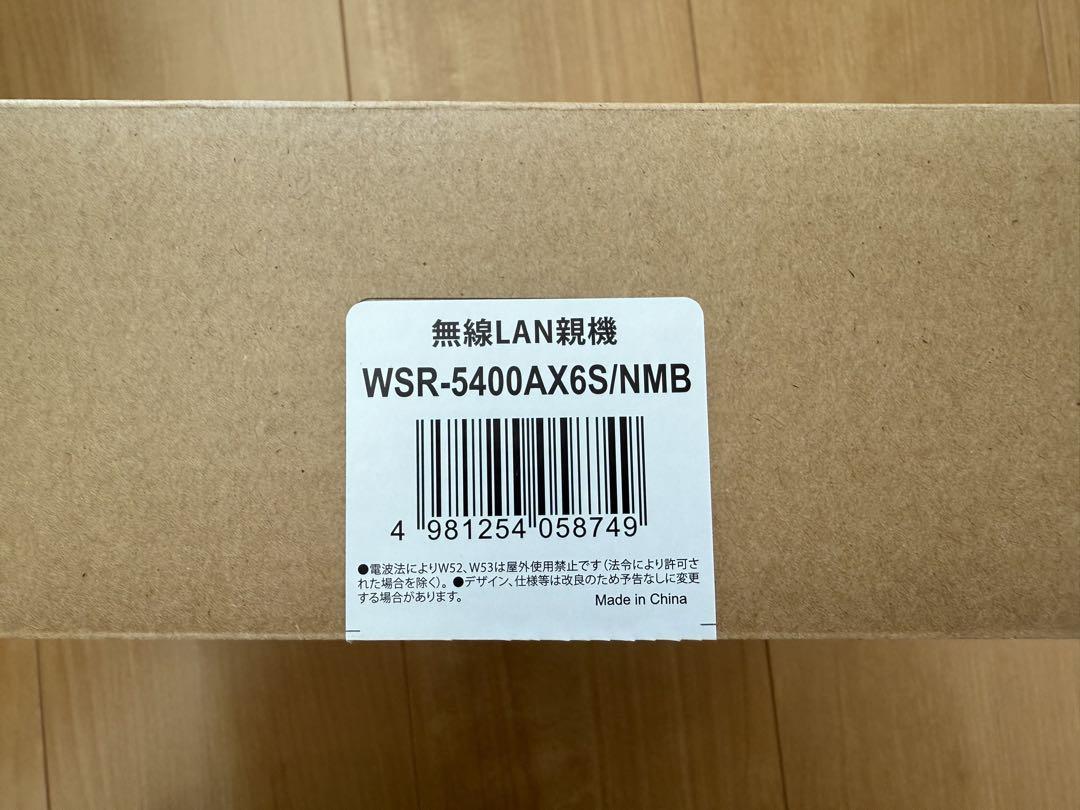 無線LAN親機
WSR-5400AX6S/NMB
4 981254 058749
●電波法によりW52、W53は屋外使用禁止です(法令により許可さ
れた場合を除く)。●デザイン、仕様等は改良のため予告なしに変更
する場合があります。
Made in China